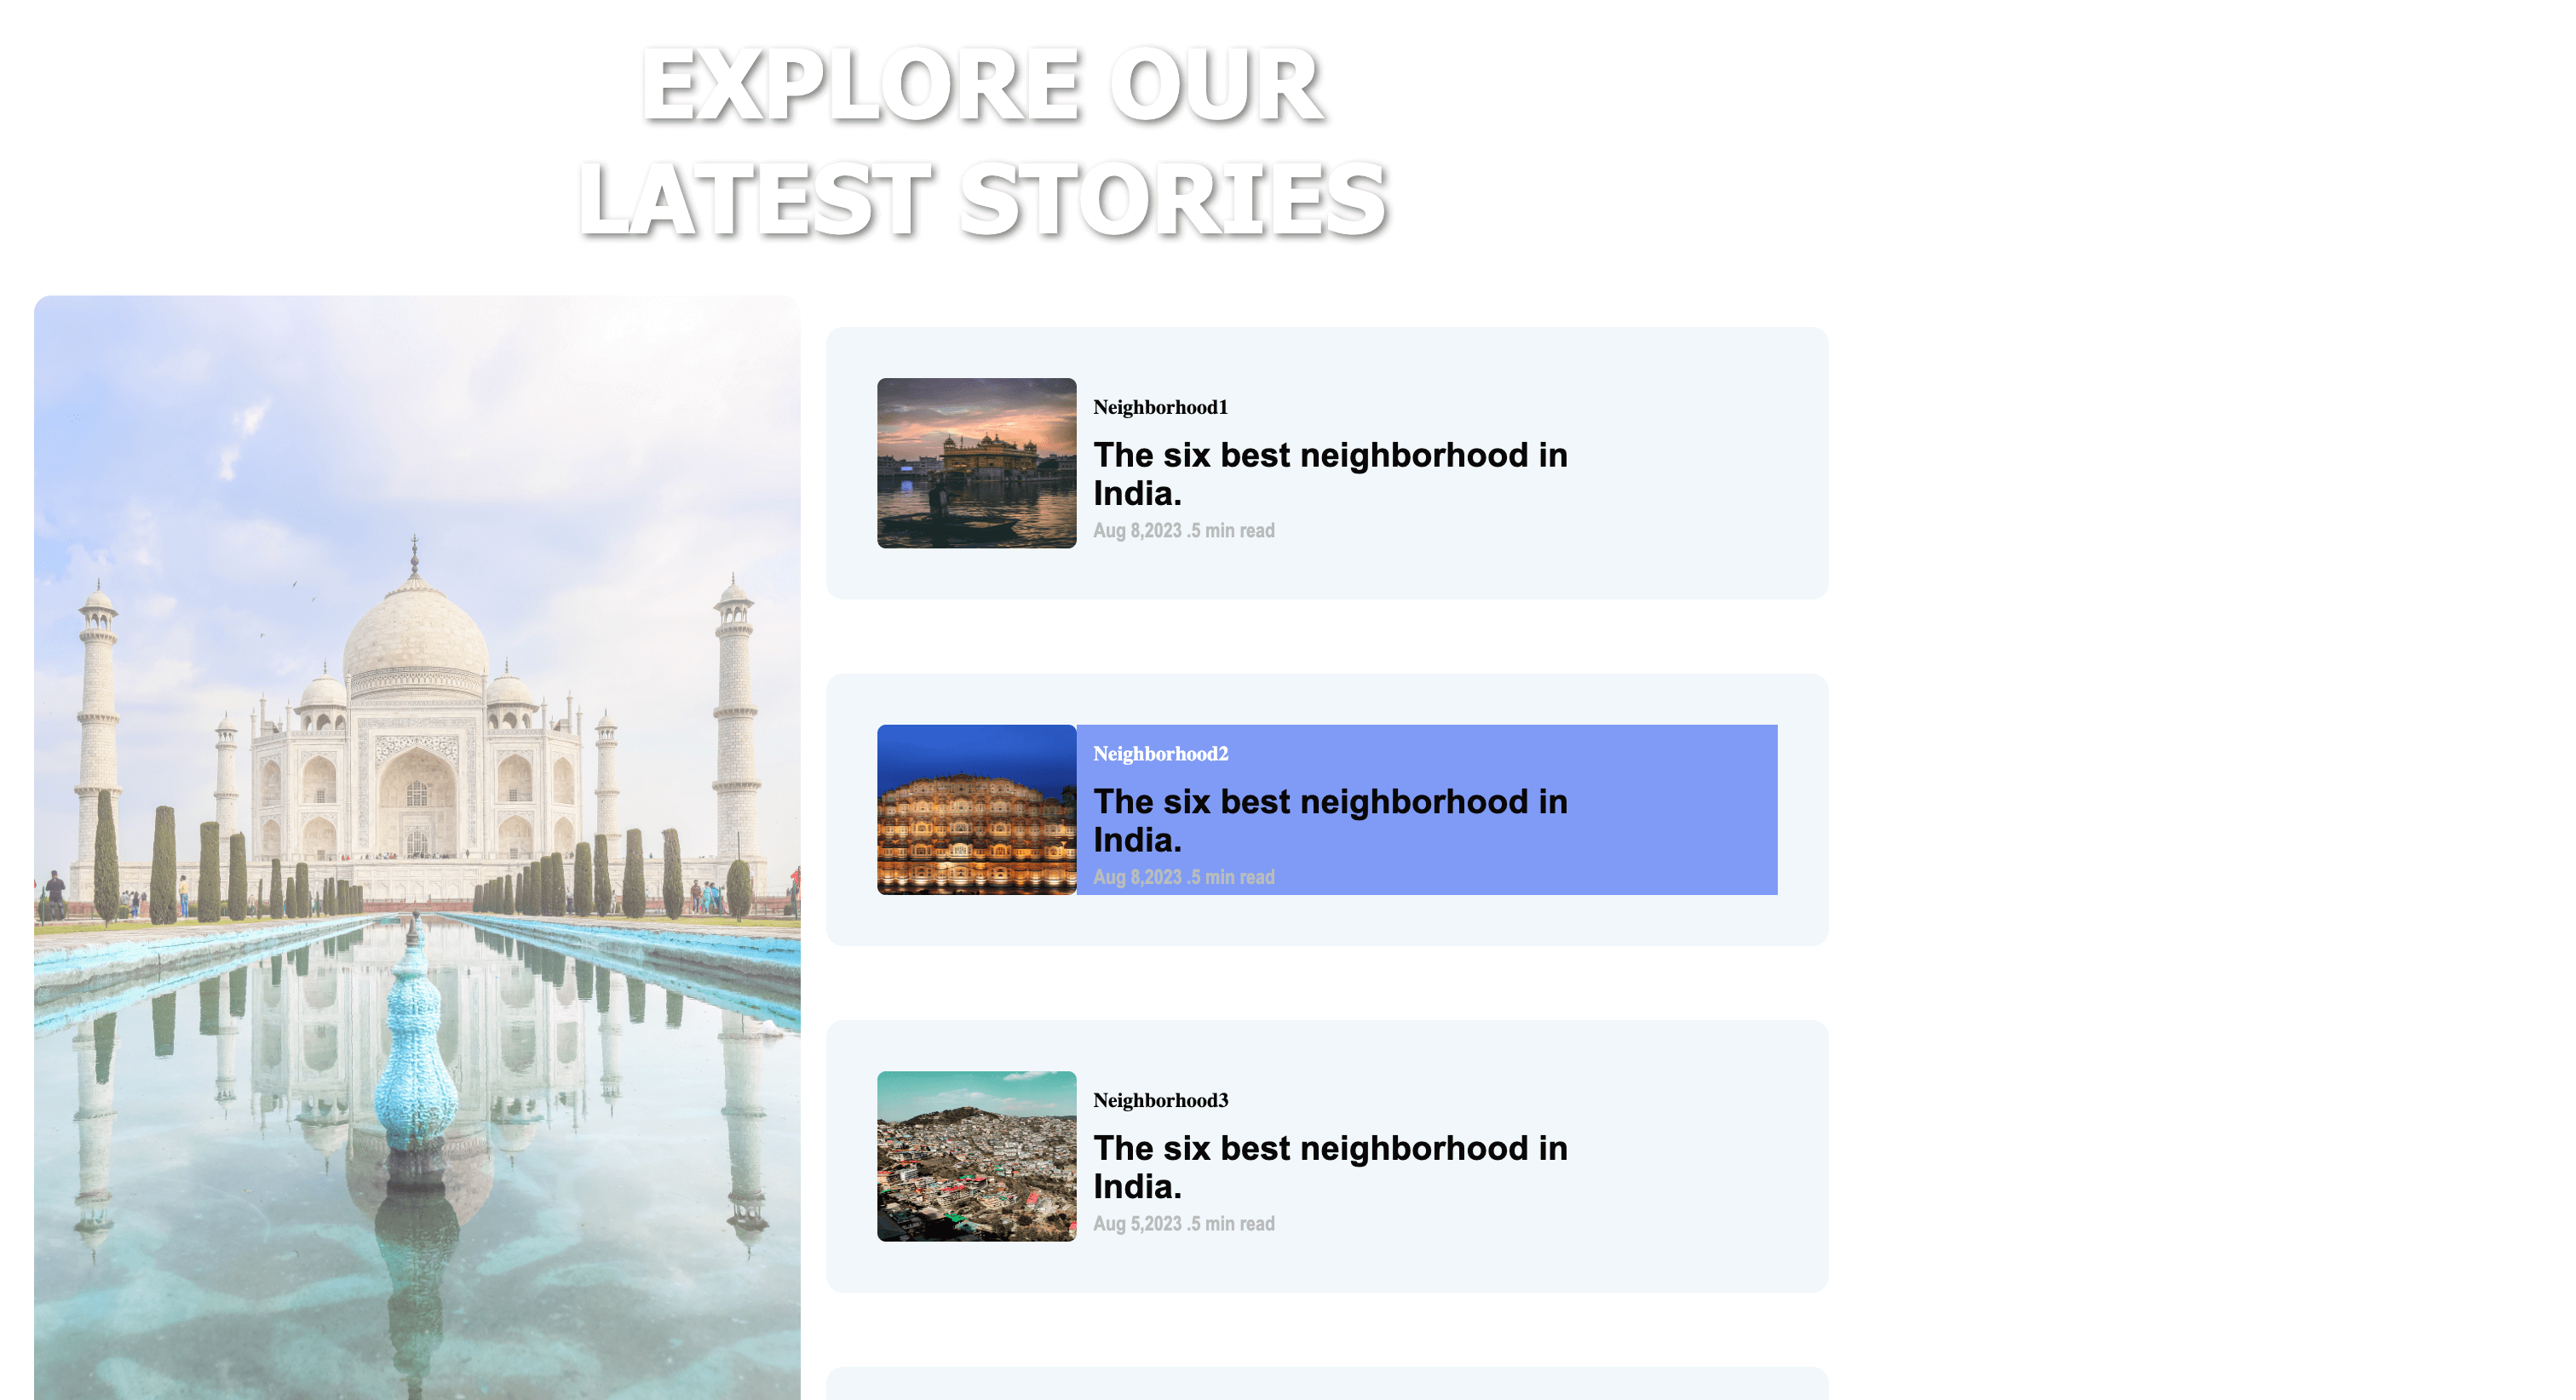 EXPLORE OUR
LATEST STORIES
Neighborhood1
The six best neighborhood in
India.
Aug 8,2023 .5 min read
Neighborhood2
The six best neighborhood in
India.
Aug 8,2023 .5 min read
Neighborhood3
The six best neighborhood in
India.
Aug 5,2023 .5 min read